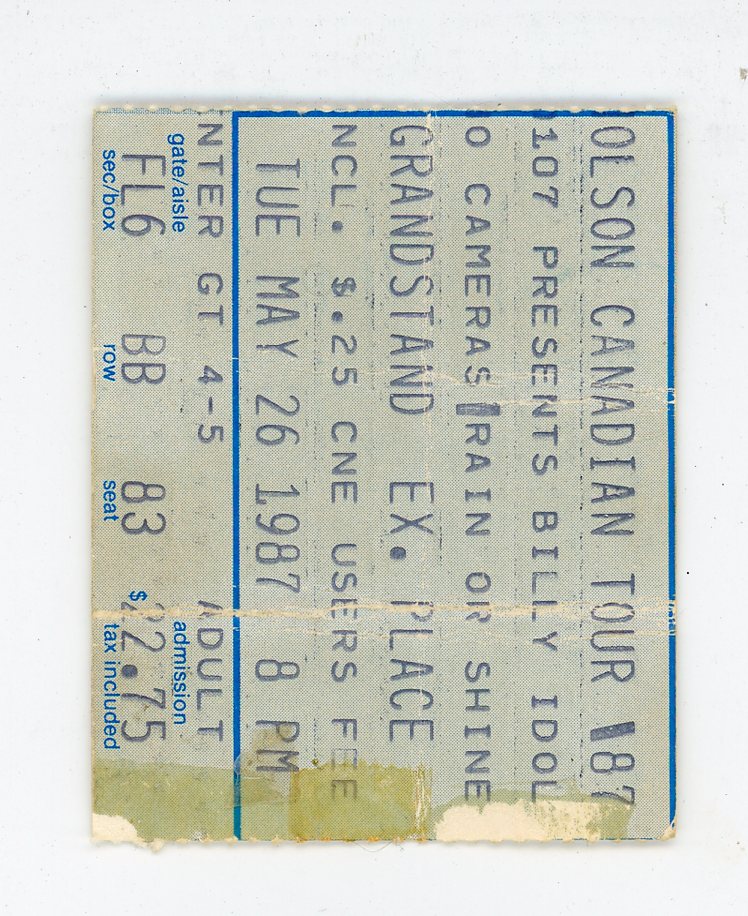 OLSON CANADIAN TOUR '87
107 PRESENTS BILLY IDOL
O CAMERAS/RAIN OR SHINE
GRANDSTAND EX. PLACE
NCL. $.25 CNE USERS FEE
TUE MAY 26 1987 8 PM
NTER GT 4-5 ADULT
gate/aisle admission
FL6 BB 83 $22.75
sec/box row seat tax included